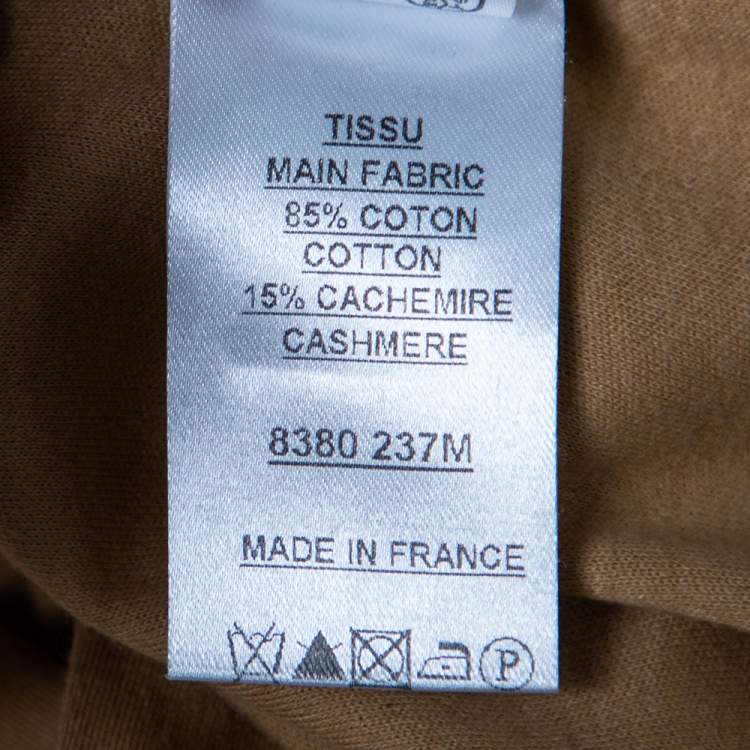 TISSU
MAIN FABRIC
85% COTON
COTTON
15% CACHEMIRE
CASHMERE
8380 237M
MADE IN FRANCE
P